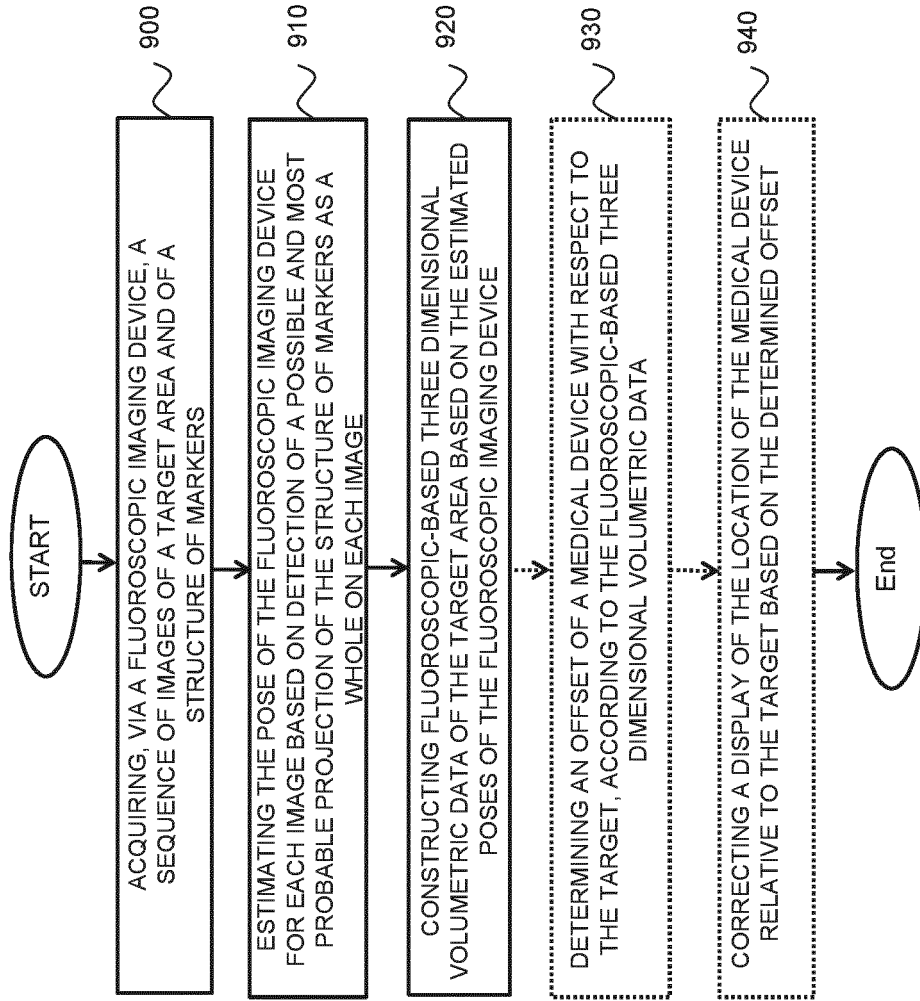 START
ACQUIRING, VIA A FLUOROSCOPIC IMAGING DEVICE, A
SEQUENCE OF IMAGES OF A TARGET AREA AND OF A
STRUCTURE OF MARKERS
900
ESTIMATING THE POSE OF THE FLUOROSCOPIC IMAGING DEVICE
FOR EACH IMAGE BASED ON DETECTION OF A POSSIBLE AND MOST
PROBABLE PROJECTION OF THE STRUCTURE OF MARKERS AS A
WHOLE ON EACH IMAGE
910
CONSTRUCTING FLUOROSCOPIC-BASED THREE DIMENSIONAL
VOLUMETRIC DATA OF THE TARGET AREA BASED ON THE ESTIMATED
POSES OF THE FLUOROSCOPIC IMAGING DEVICE
920
DETERMINING AN OFFSET OF A MEDICAL DEVICE WITH RESPECT TO
THE TARGET, ACCORDING TO THE FLUOROSCOPIC-BASED THREE
DIMENSIONAL VOLUMETRIC DATA
930
CORRECTING A DISPLAY OF THE LOCATION OF THE MEDICAL DEVICE
RELATIVE TO THE TARGET BASED ON THE DETERMINED OFFSET
940
End